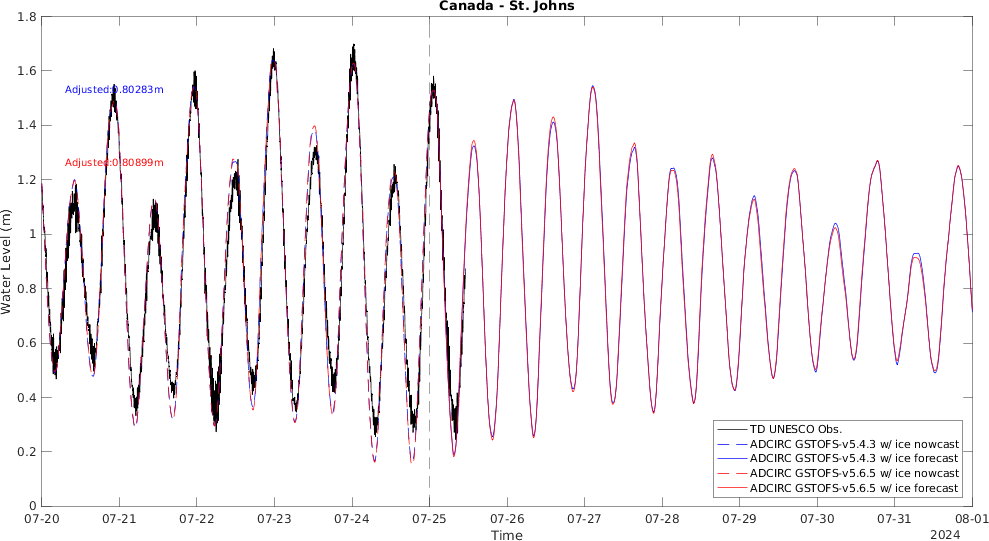 Canada - St. Johns
1.8
1.6
1.4
1.2
1
0.8
0.6
0.4
0.2
0
Water Level (m)
Adjusted:0.80283m
Adjusted:0.80899m
TD UNESCO Obs.
ADCIRC GSTOFS-v5.4.3 w/ ice nowcast
ADCIRC GSTOFS-v5.4.3 w/ ice forecast
ADCIRC GSTOFS-v5.6.5 w/ ice nowcast
ADCIRC GSTOFS-v5.6.5 w/ ice forecast
07-20 07-21 07-22 07-23 07-24 07-25 07-26 07-27 07-28 07-29 07-30 07-31 08-01
Time
2024